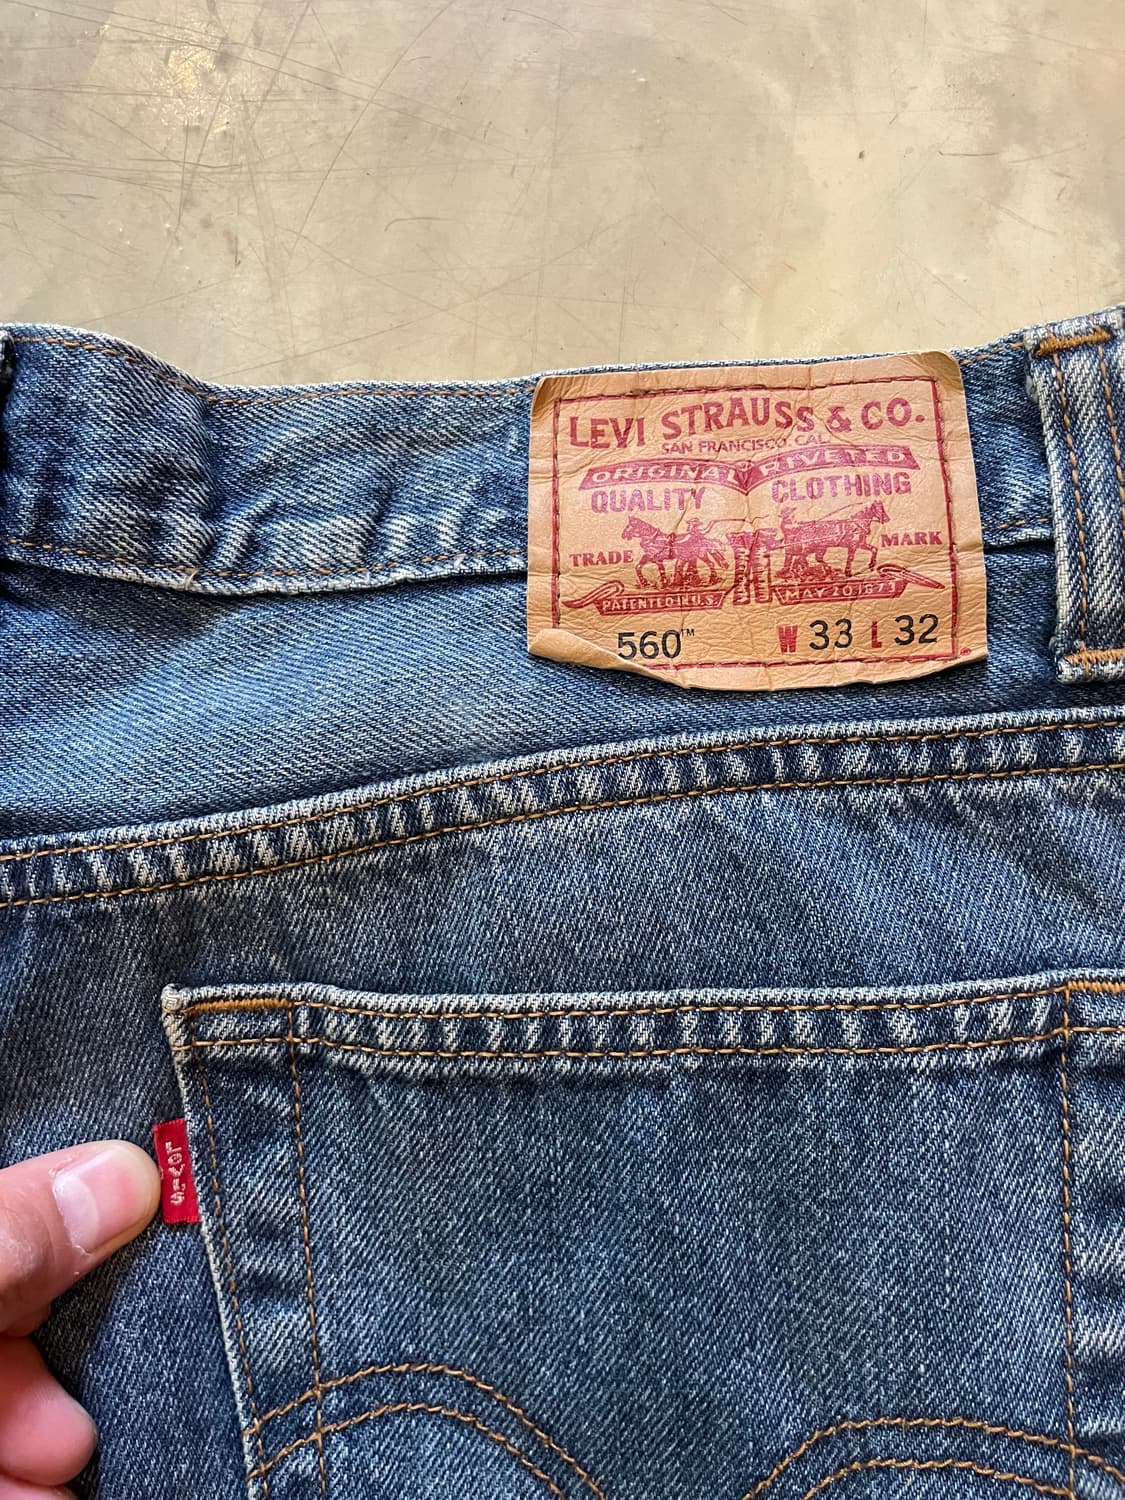 LEVI STRAUSS & CO.
SAN FRANCISCO, CAL.
ORIGINAL RIVETED
QUALITY CLOTHING
TRADE MARK
PATENTED IN U.S. MAY 20 1873
560™ W 33 L 32
LEVI'S